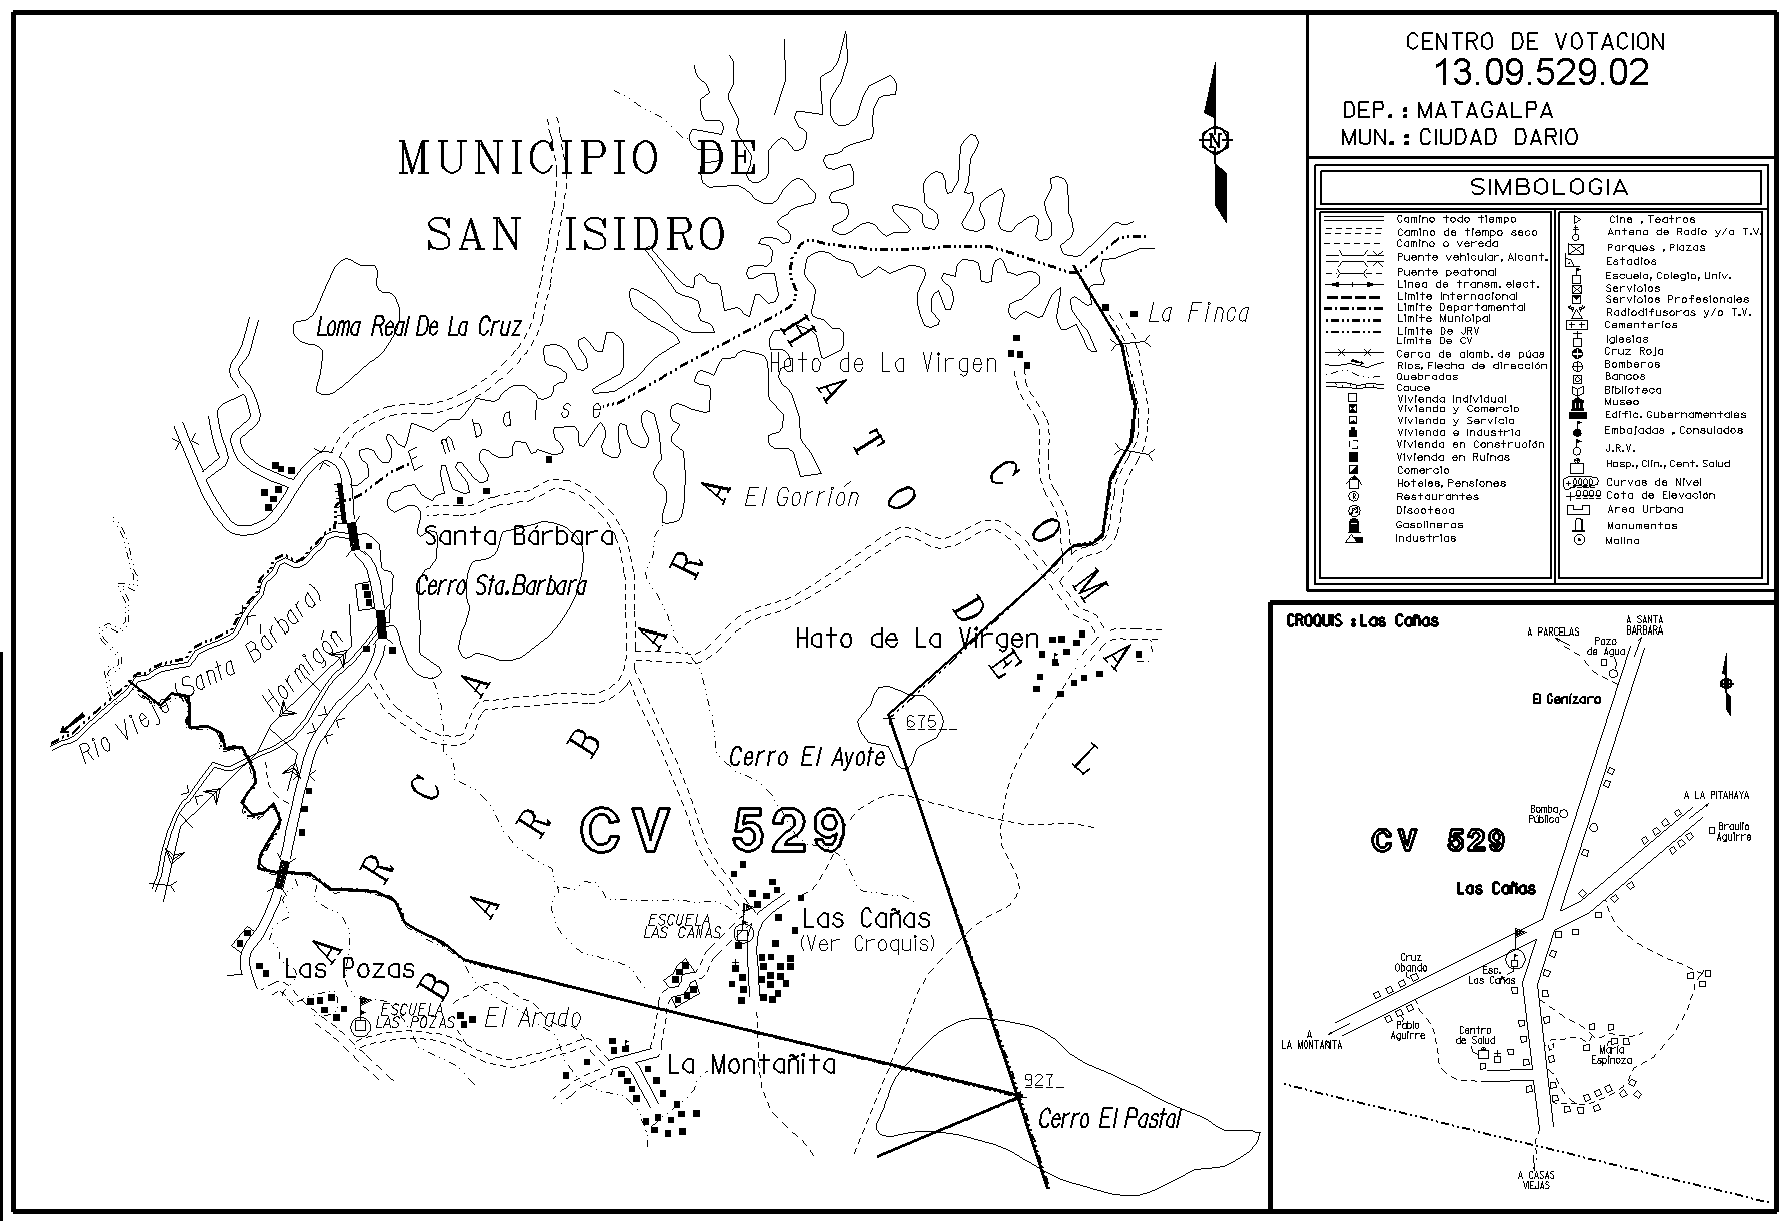 CENTRO DE VOTACION
13.09.529.02
DEP.: MATAGALPA
MUN.: CIUDAD DARIO
SIMBOLOGIA
Camino todo tiempo
Camino de tiempo seco
Camino o vereda
Puente vehicular, Alcant.
Puente peatonal
Linea de transm. elect.
Limite Internacional
Limite Departamental
Limite Municipal
Limite De JRV
Limite De CV
Cerca de alamb. de púas
Rios, Flecha de dirección
Quebradas
Cauce
Vivienda Individual
Vivienda y Comercio
Vivienda y Servicio
Vivienda e Industria
Vivienda en Construción
Vivienda en Ruinas
Comercio
Hoteles, Pensiones
Restaurantes
Discoteca
Gasolineras
Industrias
Cine , Teatros
Antena de Radio y/o T.V.
Parques , Plazas
Estadios
Escuela, Colegio, Univ.
Servicios
Servicios Profesionales
Radiodifusoras y/o T.V.
Cementerios
Iglesias
Cruz Roja
Bomberos
Bancos
Biblioteca
Museo
Edific. Gubernamentales
Embajadas , Consulados
J.R.V.
Hosp., Clin., Cent. Salud
Curvas de Nivel
Cota de Elevación
Area Urbana
Monumentos
Molino
MUNICIPIO DE
SAN ISIDRO
N
Loma Real De La Cruz
La Finca
Hato de La Virgen
Embalse
El Gorrión
Santa Bárbara
Cerro Sta.Barbara
Hato de La Virgen
Rio Viejo (Santa Bárbara)
Hormigón
675
Cerro El Ayote
CV 529
ESCUELA
LAS CAÑAS
Las Cañas
(Ver Croquis)
Las Pozas
ESCUELA
LAS POZAS
El Arado
La Montañita
927
Cerro El Pastal
COMARCA
BARBARA
HATO DE LA
CROQUIS : Las Cañas
A PARCELAS
A SANTA
BARBARA
Pozo
de Agua
El Genízaro
A LA PITAHAYA
Bomba
Pública
Braulio
Aguirre
CV 529
Las Cañas
Cruz
Obando
Esc.
Las Cañas
Pablo
Aguirre
A
LA MONTAÑITA
Centro
de Salud
María
Espinoza
A CASAS
VIEJAS